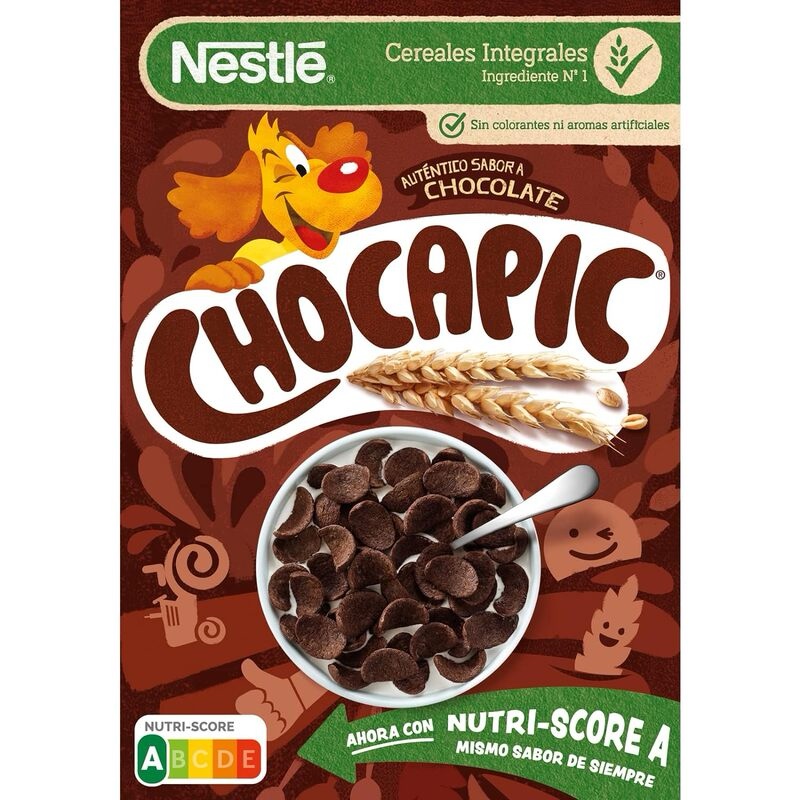 Nestlé®
Cereales Integrales
Ingrediente Nº 1
Sin colorantes ni aromas artificiales
AUTÉNTICO SABOR A
CHOCOLATE
CHOCAPIC®
NUTRI-SCORE
A B C D E
AHORA CON NUTRI-SCORE A
MISMO SABOR DE SIEMPRE